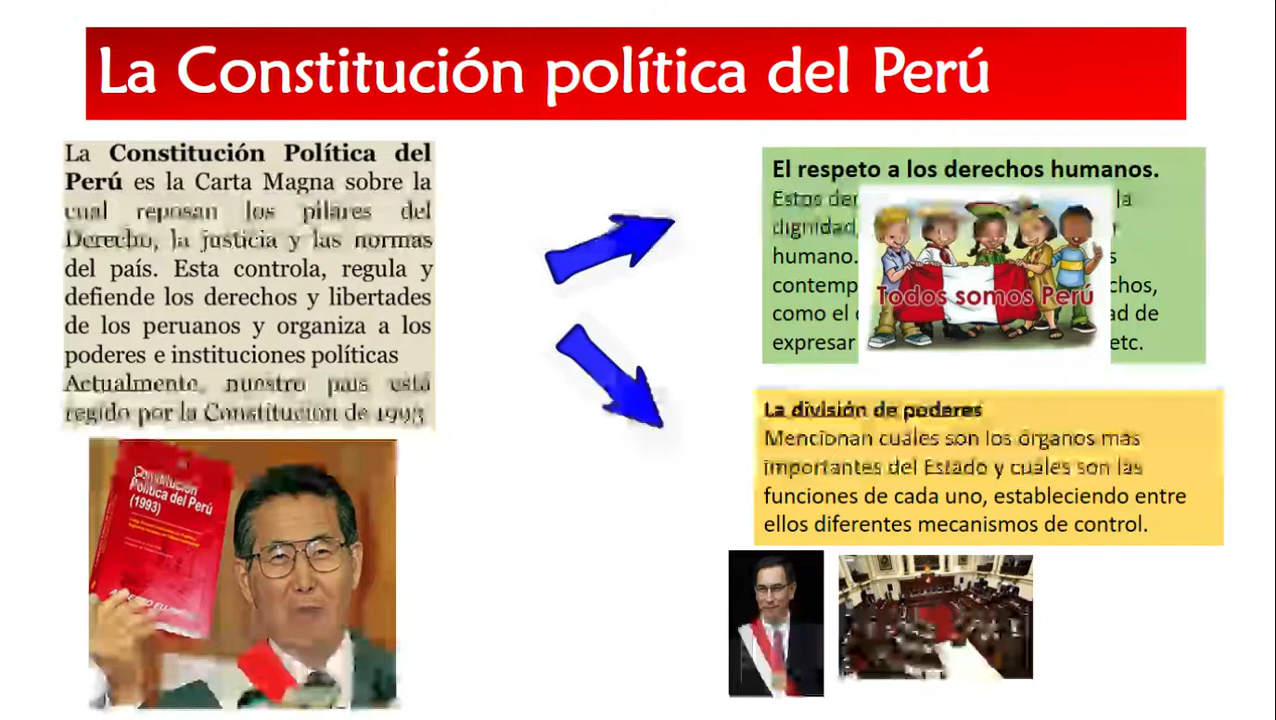 La Constitución política del Perú
La Constitución Política del
Perú es la Carta Magna sobre la
cual reposan los pilares del
Derecho, la justicia y las normas
del país. Esta controla, regula y
defiende los derechos y libertades
de los peruanos y organiza a los
poderes e instituciones políticas
Actualmente, nuestro país está
regido por la Constitución de 1993
Constitución
Política del Perú
(1993)
El respeto a los derechos humanos.
Estos der la
dignidad,
humano.
contemp chos,
como el ad de
expresar etc.
Todos somos Perú
La división de poderes
Mencionan cuáles son los órganos más
importantes del Estado y cuáles son las
funciones de cada uno, estableciendo entre
ellos diferentes mecanismos de control.